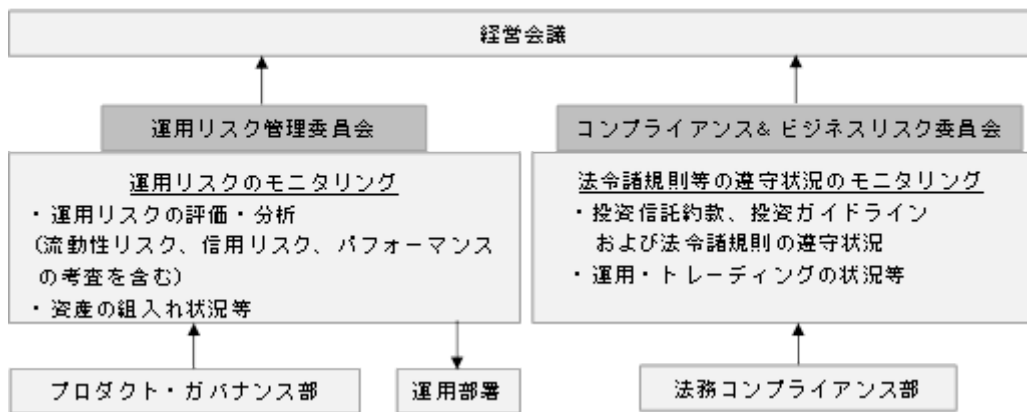 経営会議
運用リスク管理委員会
運用リスクのモニタリング
・運用リスクの評価・分析
(流動性リスク、信用リスク、パフォーマンス
の考査を含む)
・資産の組入れ状況等
コンプライアンス& ビジネスリスク委員会
法令諸規則等の遵守状況のモニタリング
・投資信託約款、投資ガイドライン
および法令諸規則の遵守状況
・運用・トレーディングの状況等
プロダクト・ガバナンス部
運用部署
法務コンプライアンス部